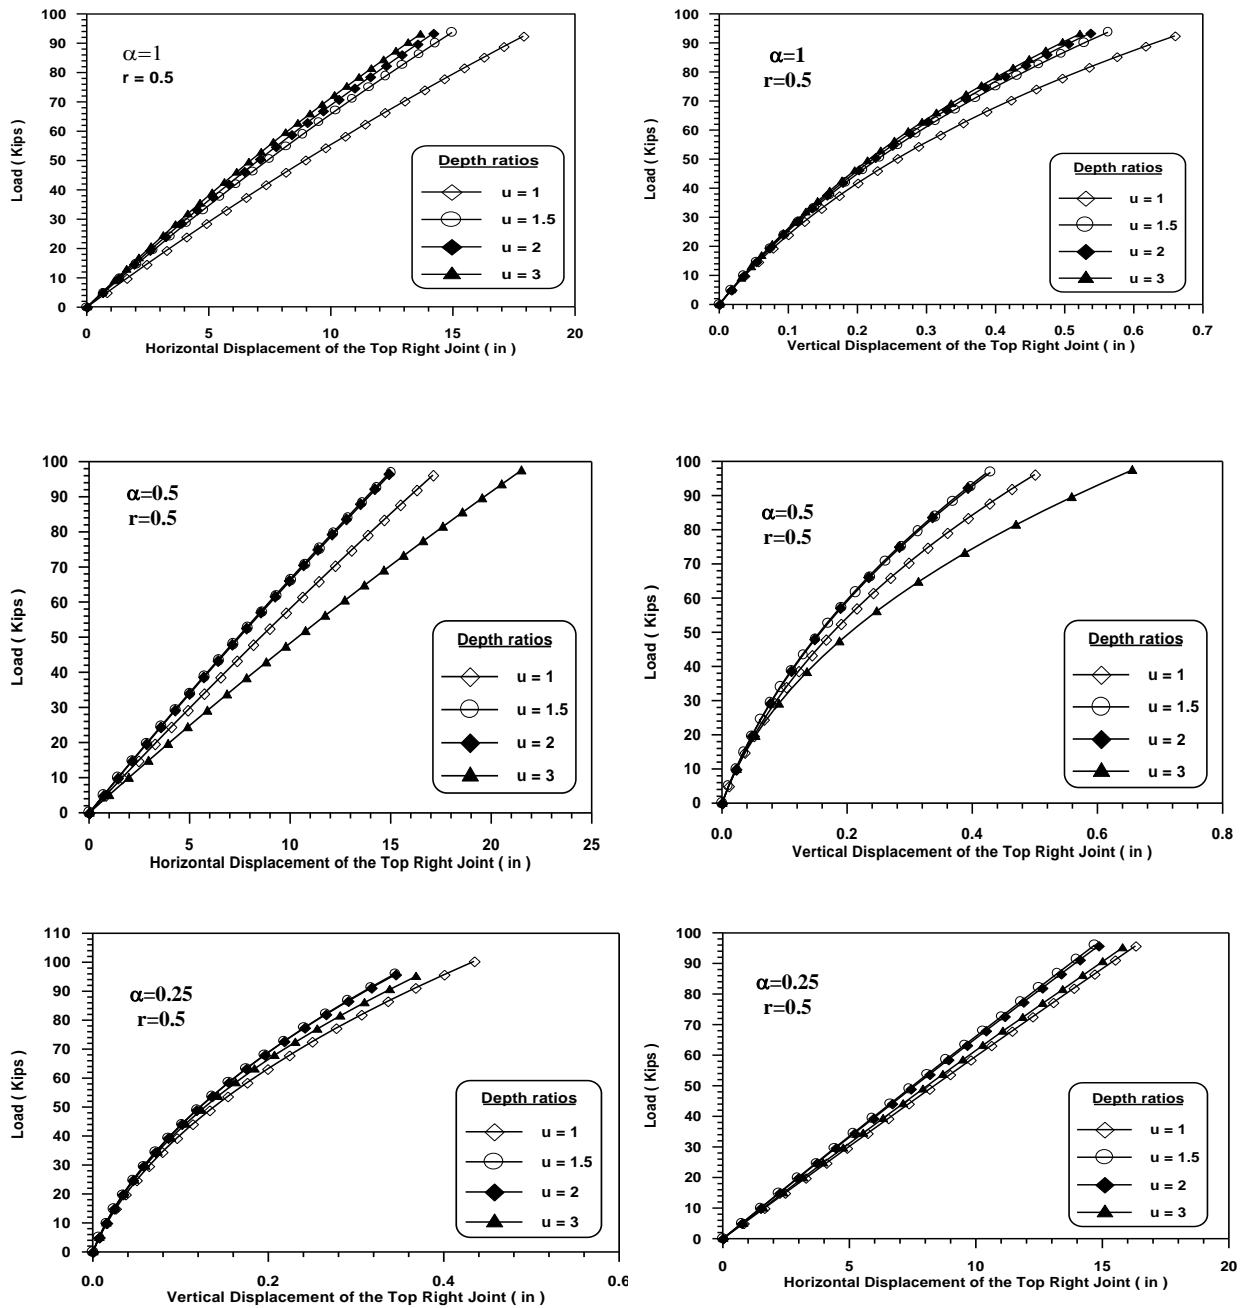 100
90
80
70
60
50
40
30
20
10
0
Load ( Kips )
α=1
r = 0.5
Depth ratios
u = 1
u = 1.5
u = 2
u = 3
0 5 10 15 20
Horizontal Displacement of the Top Right Joint ( in )
100
90
80
70
60
50
40
30
20
10
0
Load ( Kips )
α=1
r=0.5
Depth ratios
u = 1
u = 1.5
u = 2
u = 3
0.0 0.1 0.2 0.3 0.4 0.5 0.6 0.7
Vertical Displacement of the Top Right Joint ( in )
100
90
80
70
60
50
40
30
20
10
0
Load ( Kips )
α=0.5
r=0.5
Depth ratios
u = 1
u = 1.5
u = 2
u = 3
0 5 10 15 20 25
Horizontal Displacement of the Top Right Joint ( in )
100
90
80
70
60
50
40
30
20
10
0
Load ( Kips )
α=0.5
r=0.5
Depth ratios
u = 1
u = 1.5
u = 2
u = 3
0.0 0.2 0.4 0.6 0.8
Vertical Displacement of the Top Right Joint ( in )
110
100
90
80
70
60
50
40
30
20
10
0
Load ( Kips )
α=0.25
r=0.5
Depth ratios
u = 1
u = 1.5
u = 2
u = 3
0.0 0.2 0.4 0.6
Vertical Displacement of the Top Right Joint ( in )
100
90
80
70
60
50
40
30
20
10
0
Load ( Kips )
α=0.25
r=0.5
Depth ratios
u = 1
u = 1.5
u = 2
u = 3
0 5 10 15 20
Horizontal Displacement of the Top Right Joint ( in )